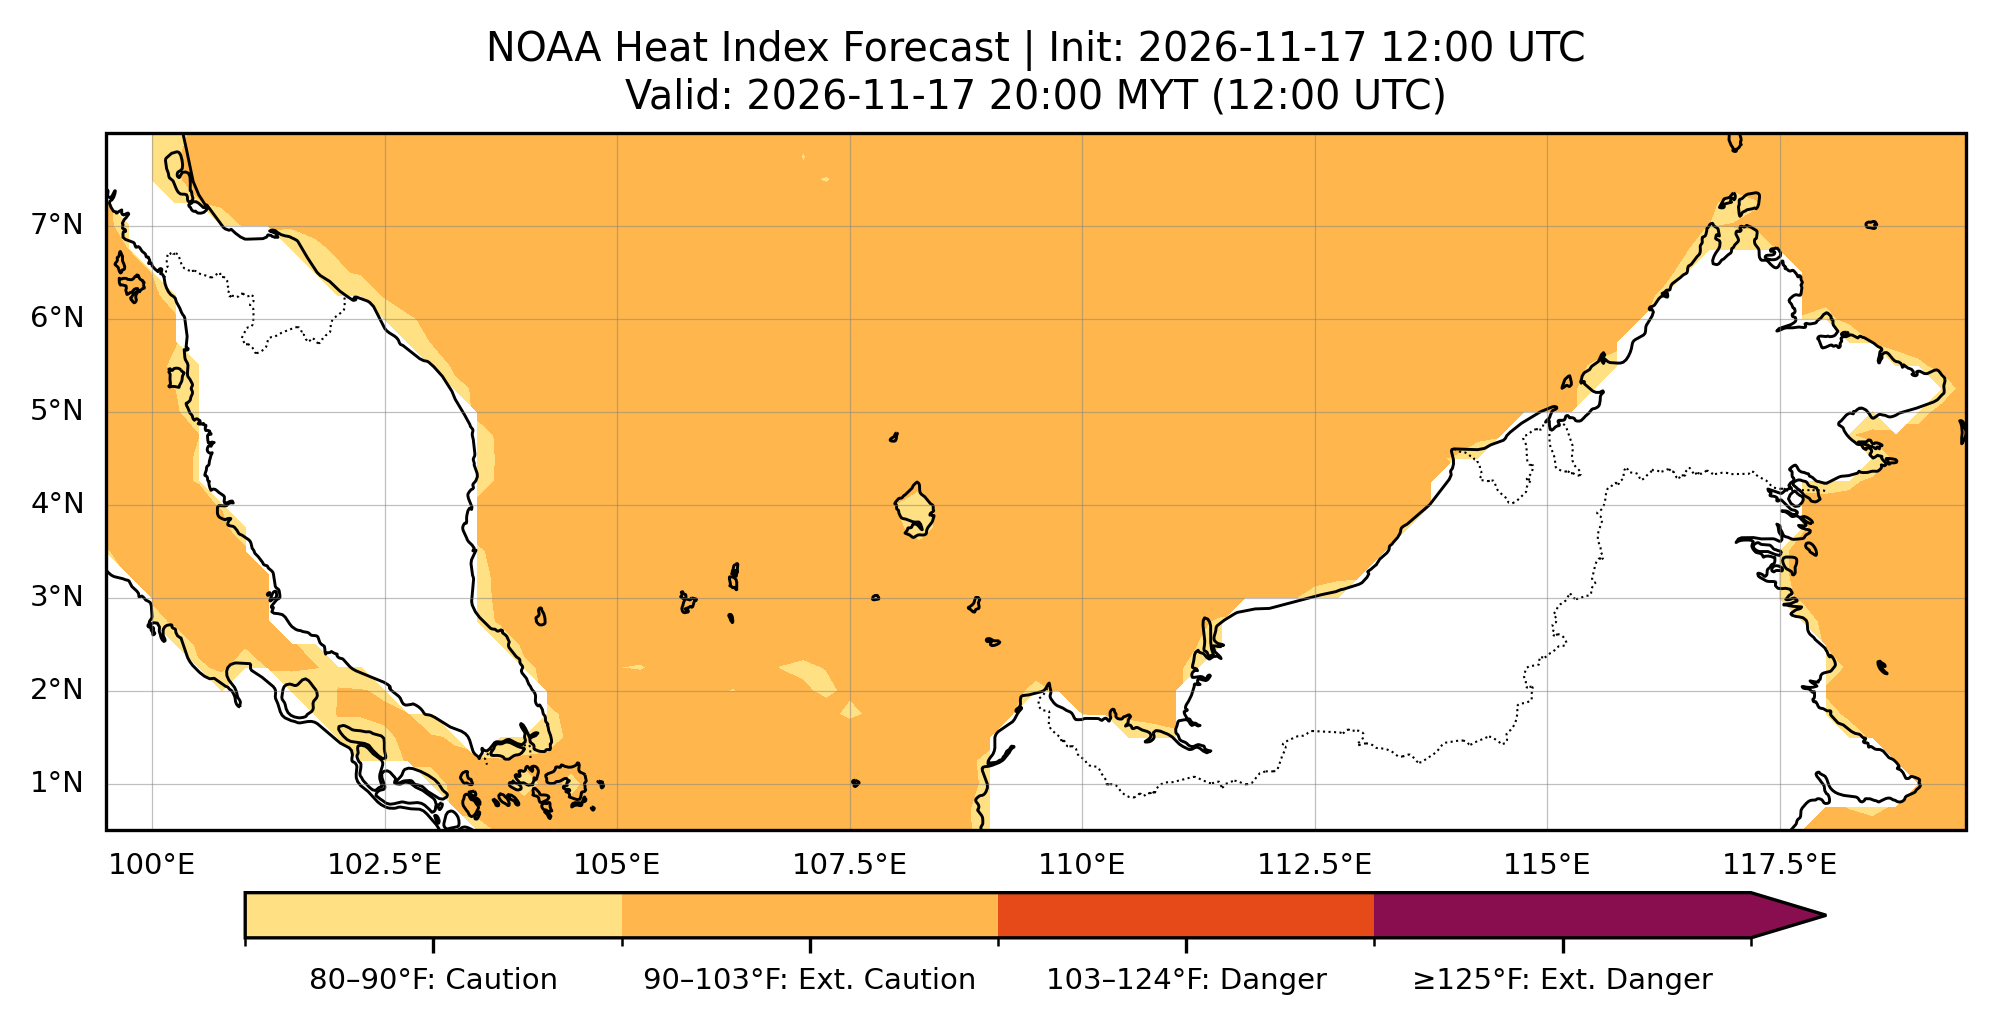 NOAA Heat Index Forecast | Init: 2026-11-17 12:00 UTC
Valid: 2026-11-17 20:00 MYT (12:00 UTC)
7°N
6°N
5°N
4°N
3°N
2°N
1°N
100°E 102.5°E 105°E 107.5°E 110°E 112.5°E 115°E 117.5°E
80–90°F: Caution 90–103°F: Ext. Caution 103–124°F: Danger ≥125°F: Ext. Danger